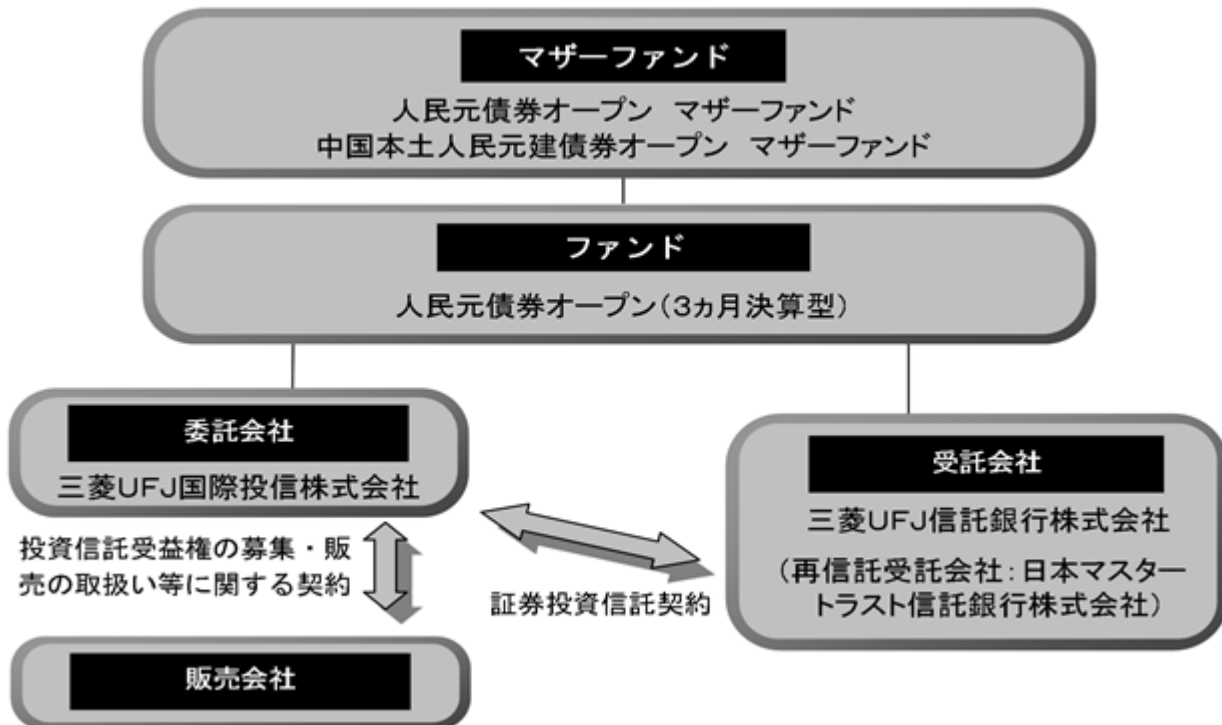 マザーファンド
人民元債券オープン　マザーファンド
中国本土人民元建債券オープン　マザーファンド
ファンド
人民元債券オープン（３ヵ月決算型）
委託会社
三菱ＵＦＪ国際投信株式会社
投資信託受益権の募集・販
売の取扱い等に関する契約
販売会社
証券投資信託契約
受託会社
三菱ＵＦＪ信託銀行株式会社
（再信託受託会社：日本マスター
トラスト信託銀行株式会社）